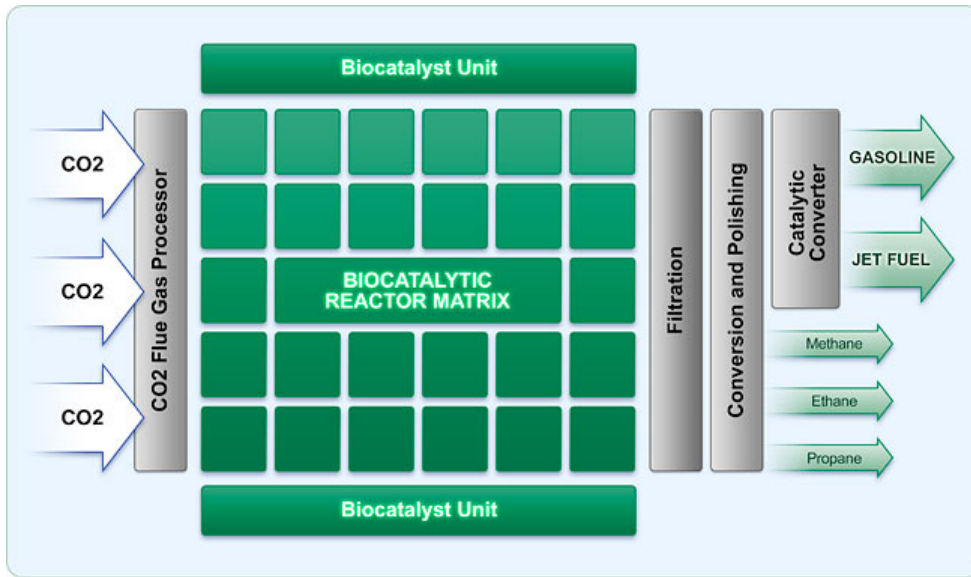 Biocatalyst Unit
CO2
CO2
CO2
CO2 Flue Gas Processor
BIOCATALYTIC
REACTOR MATRIX
Filtration
Conversion and Polishing
Catalytic
Converter
GASOLINE
JET FUEL
Methane
Ethane
Propane
Biocatalyst Unit